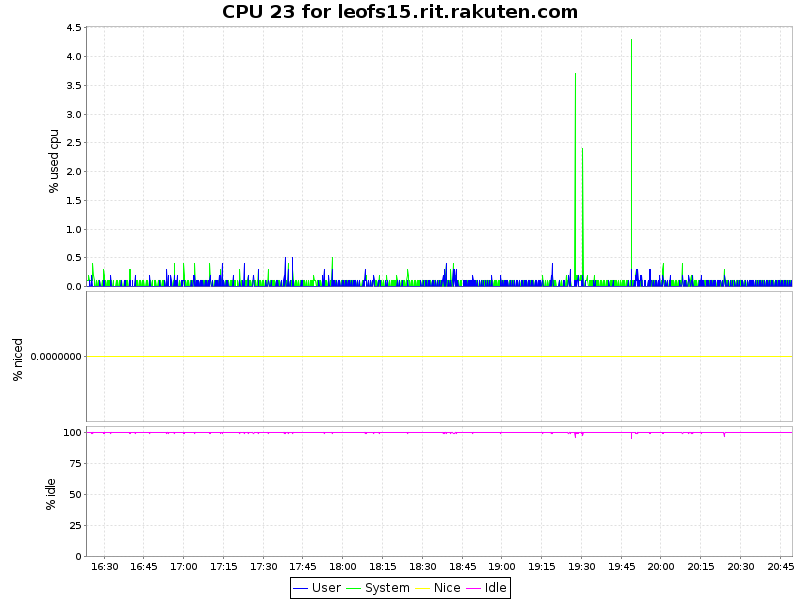 CPU 23 for leofs15.rit.rakuten.com
% used cpu
4.5
4.0
3.5
3.0
2.5
2.0
1.5
1.0
0.5
0.0
% niced
0.0000000
% idle
100
75
50
25
0
16:30 16:45 17:00 17:15 17:30 17:45 18:00 18:15 18:30 18:45 19:00 19:15 19:30 19:45 20:00 20:15 20:30 20:45
User System Nice Idle